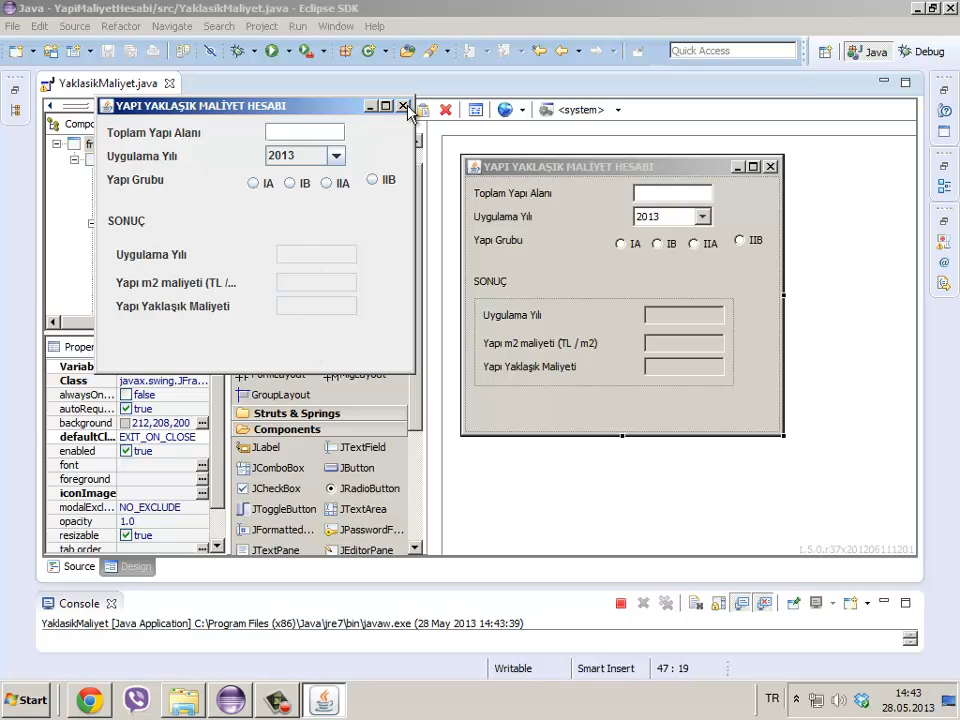 Java - YapiMaliyetHesabi/src/YaklasikMaliyet.java - Eclipse SDK
File Edit Source Refactor Navigate Search Project Run Window Help
Quick Access
Java
Debug
YaklasikMaliyet.java
Compo
YAPI YAKLAŞIK MALİYET HESABI
Toplam Yapı Alanı
Uygulama Yılı
2013
Yapı Grubu
IA
IB
IIA
IIB
SONUÇ
Uygulama Yılı
Yapı m2 maliyeti (TL /...
Yapı Yaklaşık Maliyeti
<system>
YAPI YAKLAŞIK MALİYET HESABI
Toplam Yapı Alanı
Uygulama Yılı
2013
Yapı Grubu
IA
IB
IIA
IIB
SONUÇ
Uygulama Yılı
Yapı m2 maliyeti (TL / m2)
Yapı Yaklaşık Maliyeti
1.5.0.r37x201206111201
Proper
Variab
Class javax.swing.JFra...
alwaysOn... false
autoRequ... true
background 212,208,200
defaultCl... EXIT_ON_CLOSE
enabled true
font
foreground
iconImage
modalExcl... NO_EXCLUDE
opacity 1.0
resizable true
tab order
FormLayout MigLayout
GroupLayout
Struts & Springs
Components
JLabel JTextField
JComboBox JButton
JCheckBox JRadioButton
JToggleButton JTextArea
JFormatted... JPasswordF...
JTextPane JEditorPane
Source Design
Console
YaklasikMaliyet [Java Application] C:\Program Files (x86)\Java\jre7\bin\javaw.exe (28 May 2013 14:43:39)
Writable Smart Insert 47 : 19
Start
TR
14:43
28.05.2013